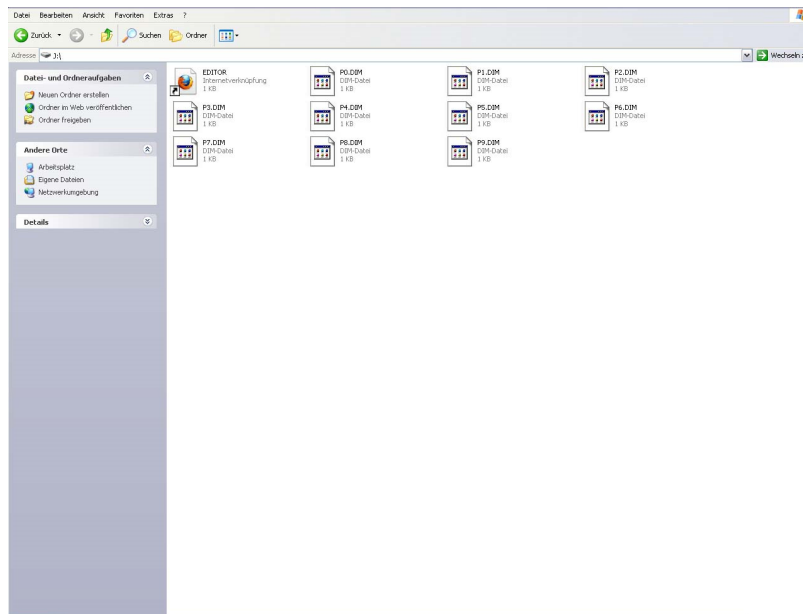 Datei Bearbeiten Ansicht Favoriten Extras ?
Zurück Suchen Ordner
Adresse J:\ Wechseln z
Datei- und Ordneraufgaben
Neuen Ordner erstellen
Ordner im Web veröffentlichen
Ordner freigeben
Andere Orte
Arbeitsplatz
Eigene Dateien
Netzwerkumgebung
Details
EDITOR
Internetverknüpfung
1 KB
P0.DIM
DIM-Datei
1 KB
P1.DIM
DIM-Datei
1 KB
P2.DIM
DIM-Datei
1 KB
P3.DIM
DIM-Datei
1 KB
P4.DIM
DIM-Datei
1 KB
P5.DIM
DIM-Datei
1 KB
P6.DIM
DIM-Datei
1 KB
P7.DIM
DIM-Datei
1 KB
P8.DIM
DIM-Datei
1 KB
P9.DIM
DIM-Datei
1 KB